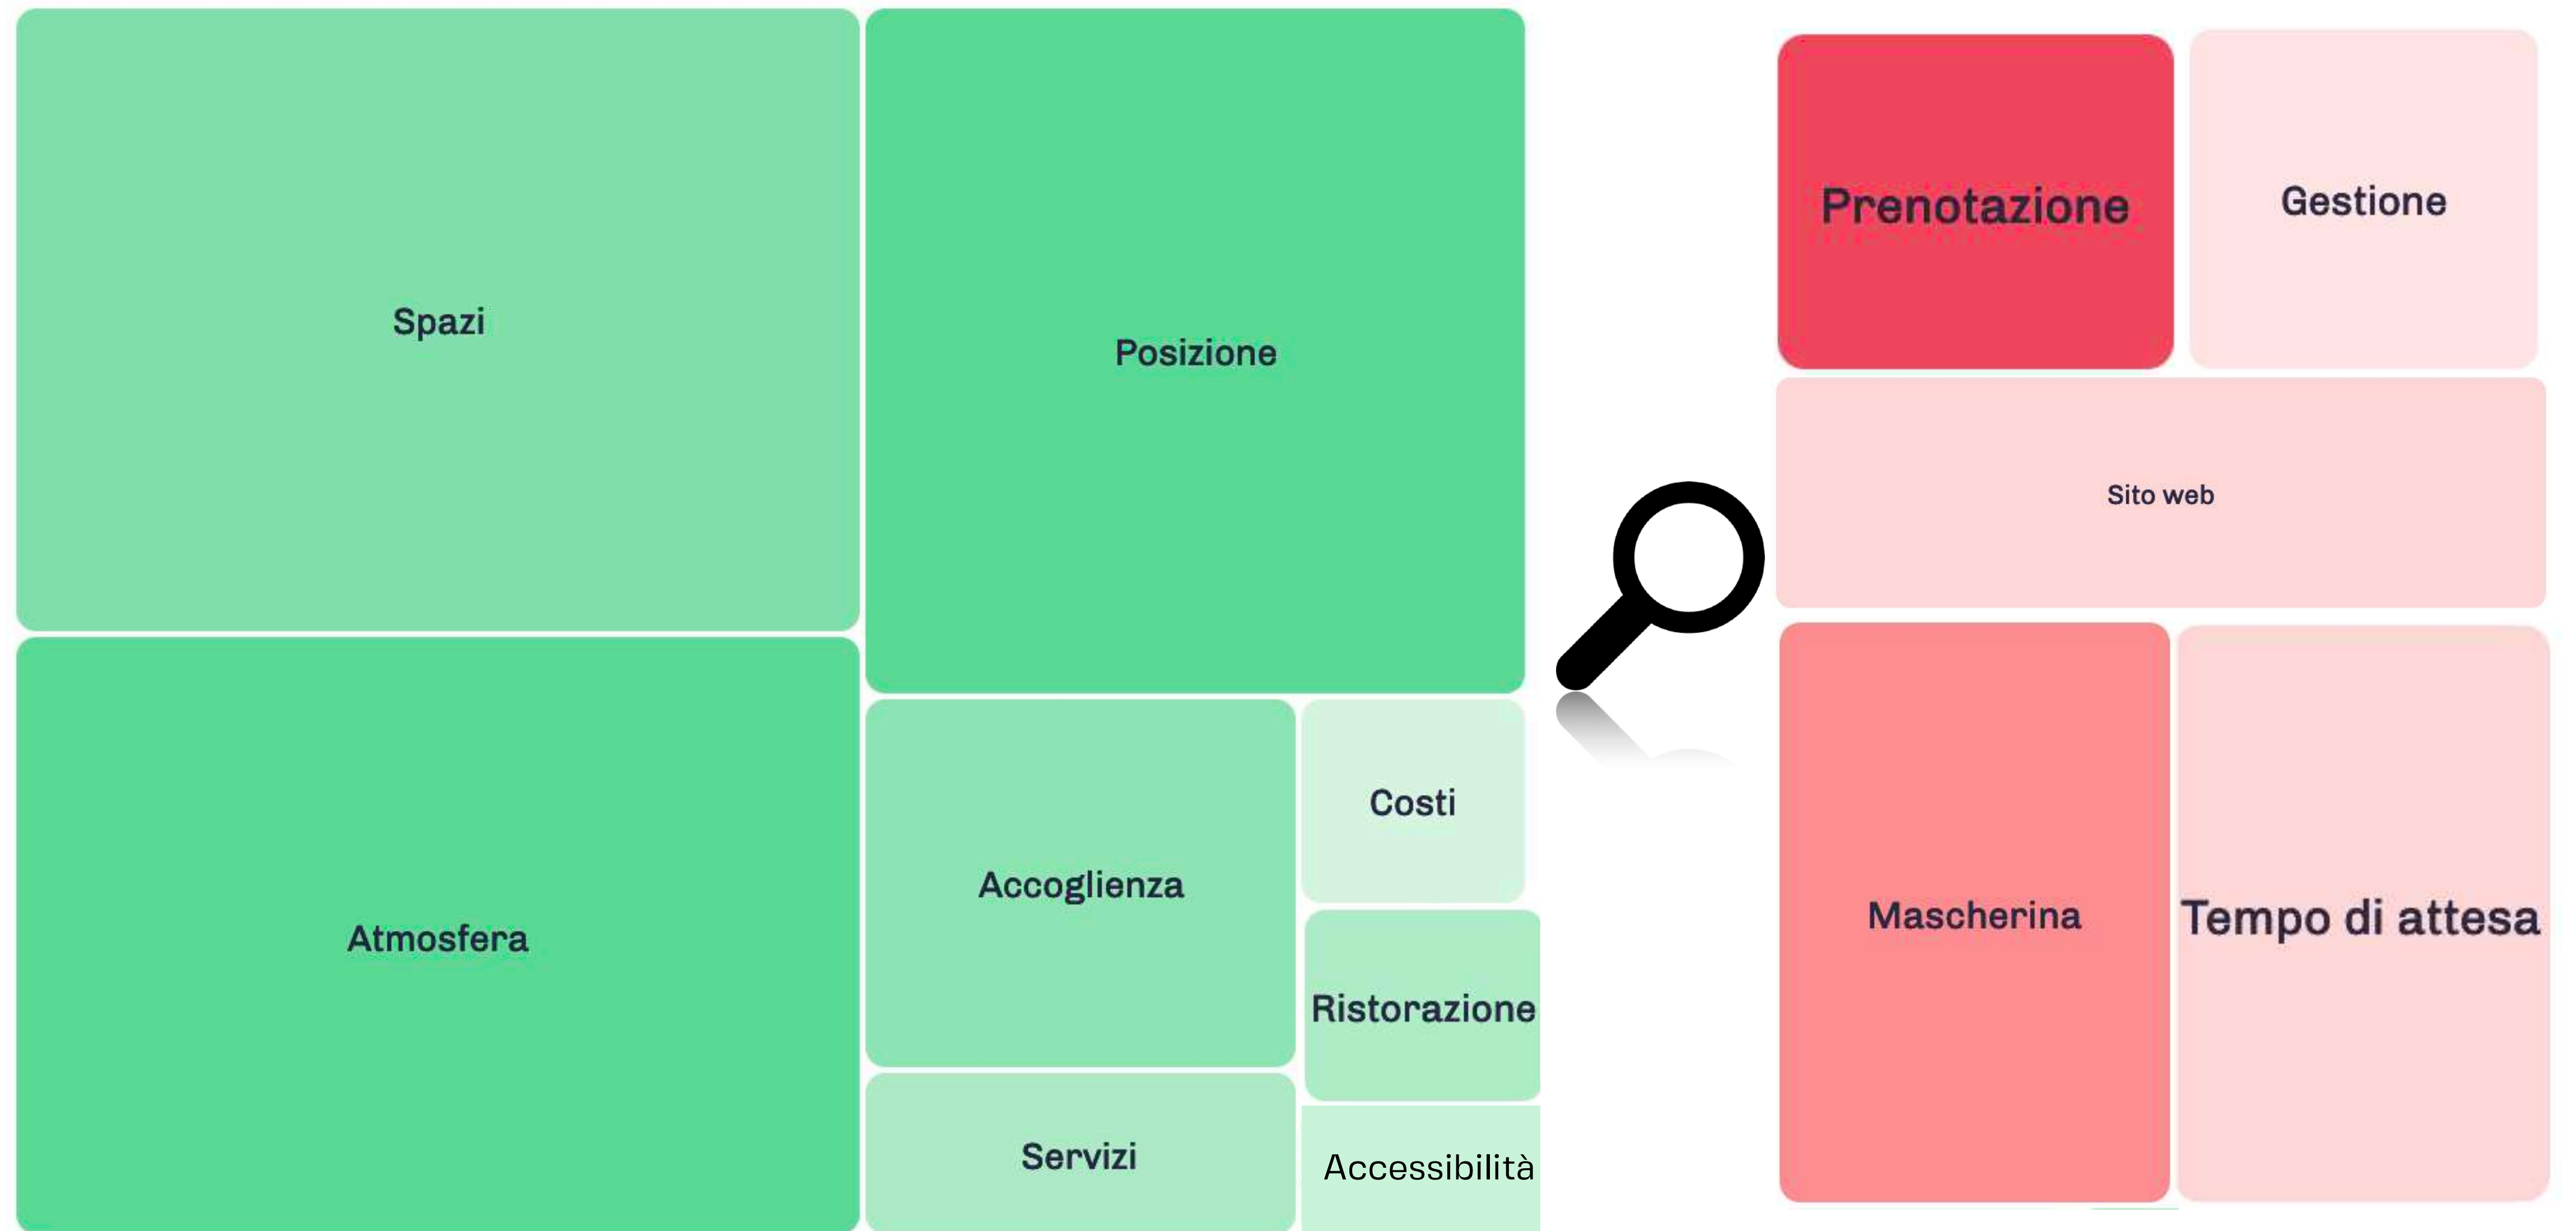 Spazi
Posizione
Atmosfera
Accoglienza
Costi
Ristorazione
Servizi
Accessibilità
Prenotazione
Gestione
Sito web
Mascherina
Tempo di attesa